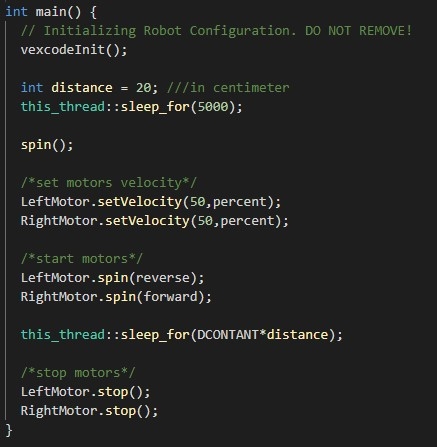 int main() {
// Initializing Robot Configuration. DO NOT REMOVE!
vexcodeInit();
int distance = 20; ///in centimeter
this_thread::sleep_for(5000);
spin();
/*set motors velocity*/
LeftMotor.setVelocity(50,percent);
RightMotor.setVelocity(50,percent);
/*start motors*/
LeftMotor.spin(reverse);
RightMotor.spin(forward);
this_thread::sleep_for(DCONTANT*distance);
/*stop motors*/
LeftMotor.stop();
RightMotor.stop();
}